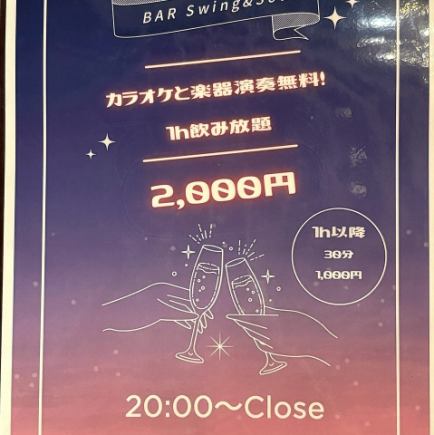 BAR Swing&S
カラオケと楽器演奏無料!
1h飲み放題
2,000円
1h以降
30分
1,000円
20:00〜Close